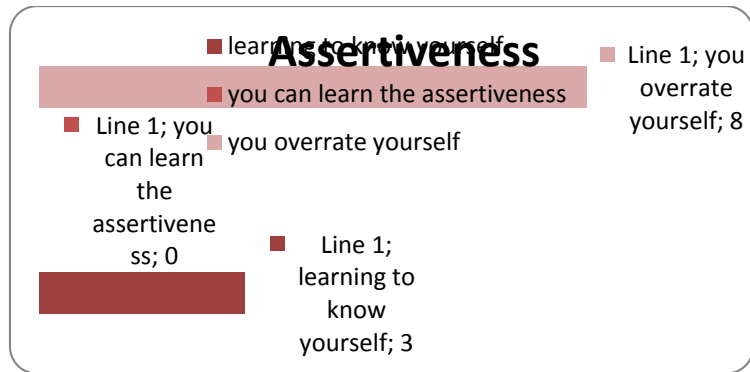 Assertiveness
learning to know yourself
you can learn the assertiveness
you overrate yourself
Line 1; you
overrate
yourself; 8
Line 1; you
can learn
the
assertivene
ss; 0
Line 1;
learning to
know
yourself; 3